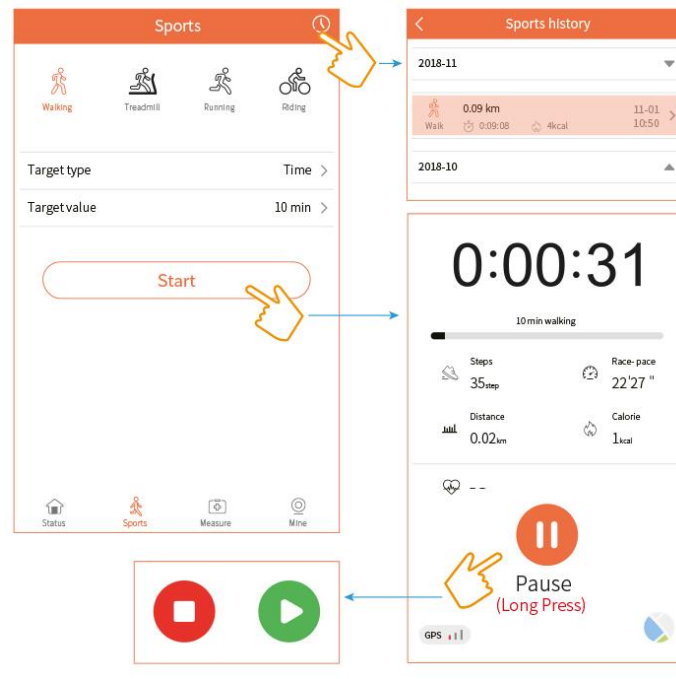 Sports
Walking Treadmill Running Riding
Target type Time
Target value 10 min
Start
Status Sports Measure Mine
Sports history
2018-11
0.09 km 11-01
Walk 0:09:08 4kcal 10:50
2018-10
0:00:31
10 min walking
Steps Race-pace
35step 22'27"
Distance Calorie
0.02km 1kcal
--
Pause
(Long Press)
GPS